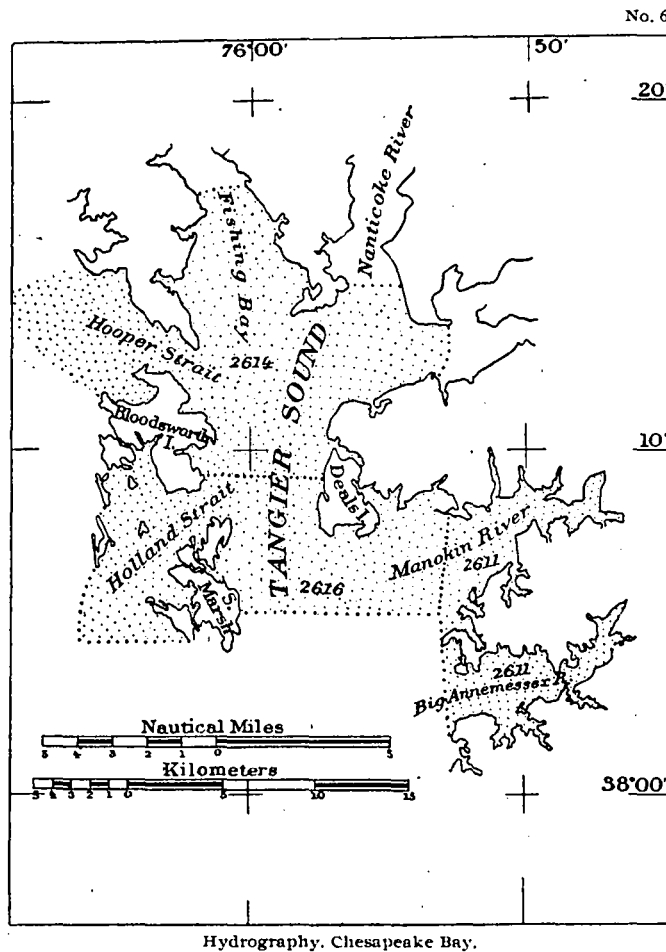 No. 6
76°00'
50'
20'
Nanticoke River
Fishing Bay
Hooper Strait
2614
TANGIER SOUND
Bloodsworth
I.
10'
Deals I.
Holland Strait
Manokin River
2611
2616
S.
Marsh
2611
Big Annemessex R.
Nautical Miles
5 4 3 2 1 0 5
Kilometers
5 4 3 2 1 0 5 10 15
38°00'
Hydrography. Chesapeake Bay.